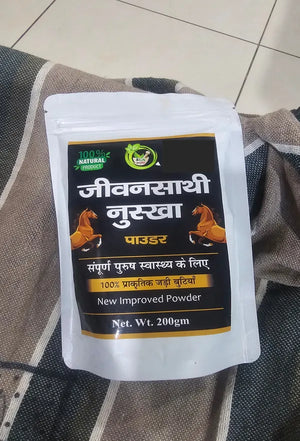 100%
NATURAL
PRODUCT
जीवनसाथी
नुस्खा
पाउडर
संपूर्ण पुरुष स्वास्थ्य के लिए
100% प्राकृतिक जड़ी बुटियाँ
New Improved Powder
Net. Wt. 200gm